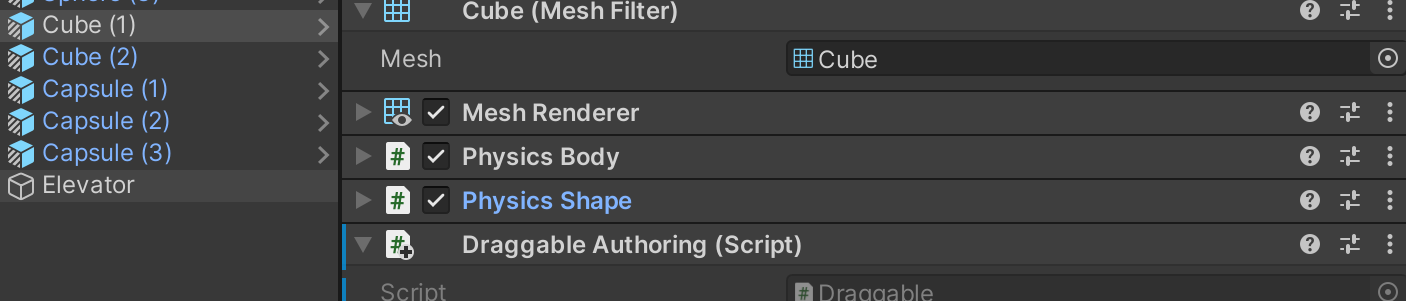 Cube (1)
Cube (2)
Capsule (1)
Capsule (2)
Capsule (3)
Elevator
Cube (Mesh Filter)
Mesh
Cube
Mesh Renderer
Physics Body
Physics Shape
Draggable Authoring (Script)
Script
Draggable